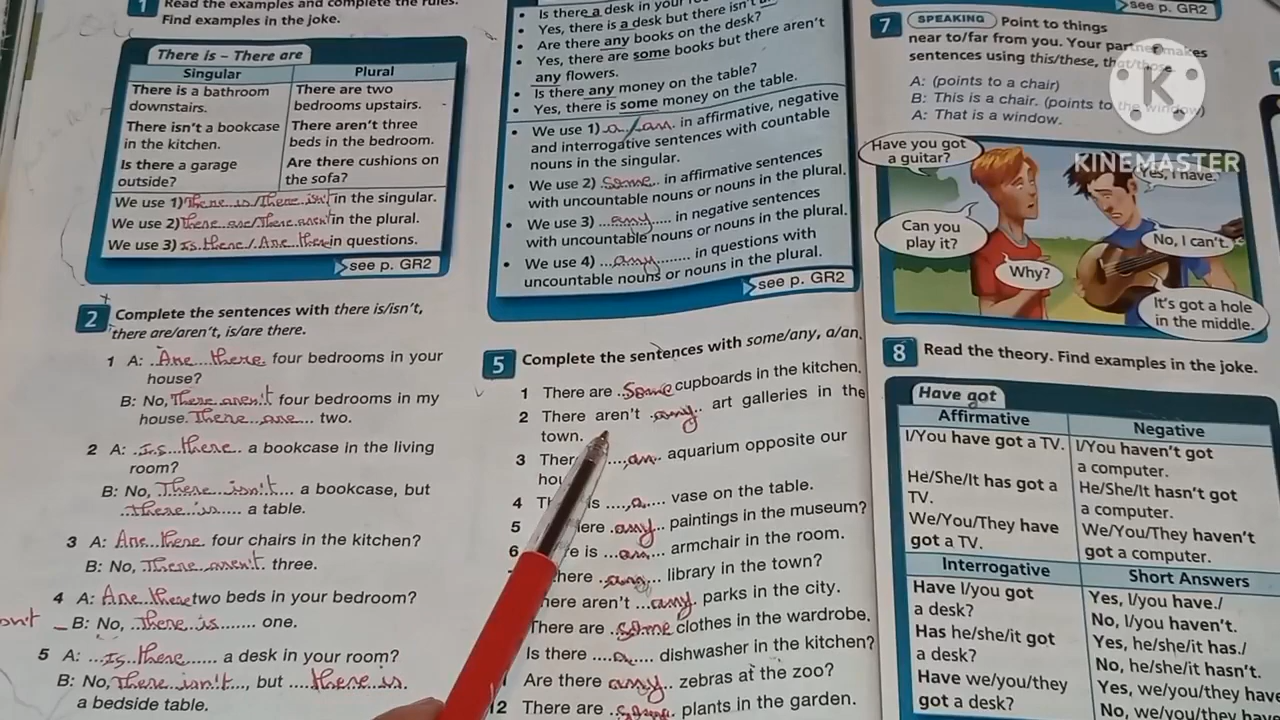 1 Read the examples and complete the rules.
Find examples in the joke.
There is – There are
Singular Plural
There is a bathroom downstairs.
There are two bedrooms upstairs.
There isn't a bookcase in the kitchen.
There aren't three beds in the bedroom.
Is there a garage outside?
Are there cushions on the sofa?
We use 1) There is/There isn't in the singular.
We use 2) There are/There aren't in the plural.
We use 3) is there/Are there in questions.
see p. GR2
2 Complete the sentences with there is/isn't,
there are/aren't, is/are there.
1 A: Are there four bedrooms in your
house?
B: No, There aren't four bedrooms in my
house. There are two.
2 A: Is there a bookcase in the living
room?
B: No, There isn't a bookcase, but
there is a table.
3 A: Are there four chairs in the kitchen?
B: No, There aren't three.
4 A: Are there two beds in your bedroom?
B: No, There is one.
5 A: Is there a desk in your room?
B: No, There isn't, but there is
a bedside table.
• Is there a desk in your
• Yes, there is a desk but there isn't
• Are there any books on the desk?
• Yes, there are some books but there aren't
any flowers.
• Is there any money on the table?
• Yes, there is some money on the table.
• We use 1) a/an in affirmative, negative
and interrogative sentences with countable
nouns in the singular.
• We use 2) some in affirmative sentences
with uncountable nouns or nouns in the plural.
• We use 3) any in negative sentences
with uncountable nouns or nouns in the plural.
• We use 4) any in questions with
uncountable nouns or nouns in the plural.
see p. GR2
5 Complete the sentences with some/any, a/an.
1 There are some cupboards in the kitchen.
2 There aren't any art galleries in the
town.
3 an aquarium opposite our
4 is a vase on the table.
5 any paintings in the museum?
6 is an armchair in the room.
library in the town?
aren't any parks in the city.
There are some clothes in the wardrobe.
Is there a dishwasher in the kitchen?
Are there any zebras at the zoo?
12 There are some plants in the garden.
see p. GR2
7 SPEAKING Point to things
near to/far from you. Your partner makes
sentences using this/these, that/those.
A: (points to a chair)
B: This is a chair. (points to the window)
A: That is a window.
K
KINEMASTER
Have you got
a guitar?
Yes, I have.
Can you
play it?
No, I can't.
Why?
It's got a hole
in the middle.
8 Read the theory. Find examples in the joke.
Have got
Affirmative Negative
I/You have got a TV.
I/You haven't got a computer.
He/She/It has got a TV.
He/She/It hasn't got a computer.
We/You/They have got a TV.
We/You/They haven't got a computer.
Interrogative Short Answers
Have I/you got a desk?
Yes, I/you have./
No, I/you haven't.
Has he/she/it got a desk?
Yes, he/she/it has./
No, he/she/it hasn't.
Have we/you/they got a desk?
Yes, we/you/they have
No, we/you/they